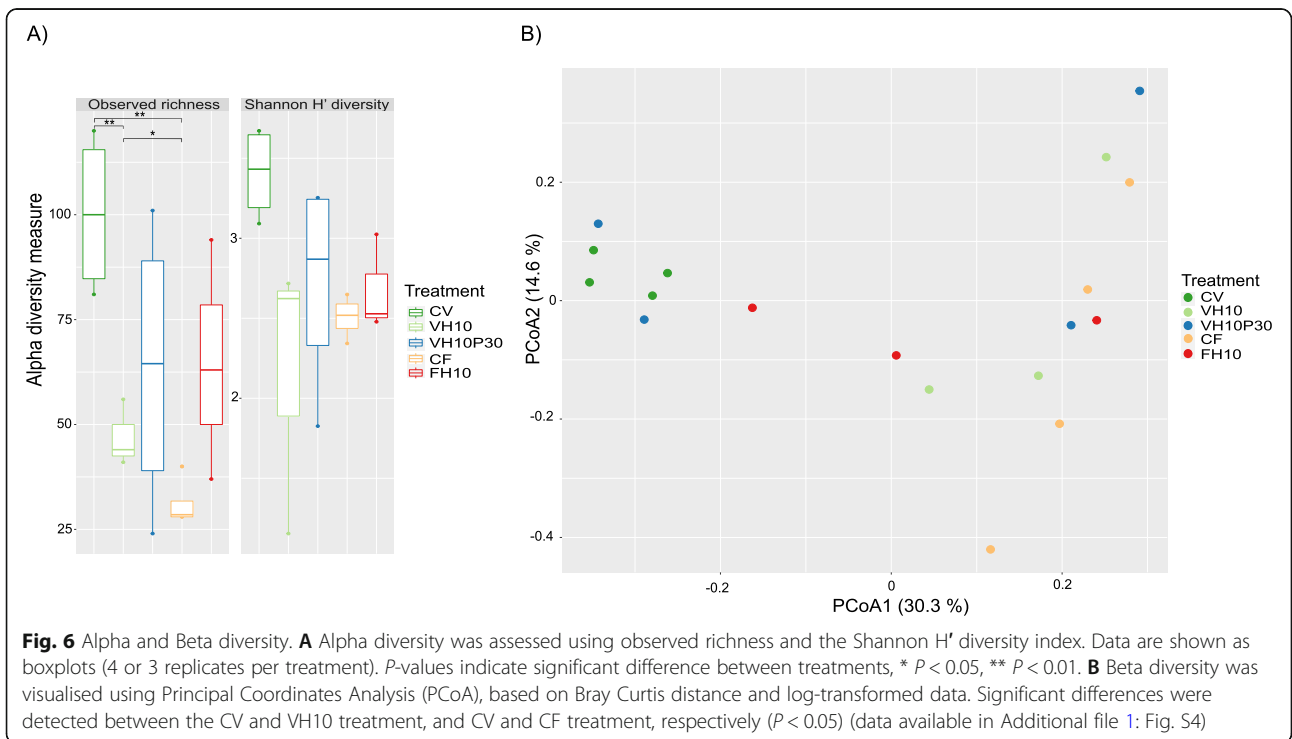 A)
B)
Observed richness
Shannon H' diversity
**
**
*
Alpha diversity measure
100
75
50
25
3
2
Treatment
CV
VH10
VH10P30
CF
FH10
PCoA2 (14.6 %)
0.2
0
-0.2
-0.4
-0.2
0
0.2
PCoA1 (30.3 %)
Treatment
CV
VH10
VH10P30
CF
FH10
Fig. 6 Alpha and Beta diversity. A Alpha diversity was assessed using observed richness and the Shannon H′ diversity index. Data are shown as
boxplots (4 or 3 replicates per treatment). P-values indicate significant difference between treatments, * P < 0.05, ** P < 0.01. B Beta diversity was
visualised using Principal Coordinates Analysis (PCoA), based on Bray Curtis distance and log-transformed data. Significant differences were
detected between the CV and VH10 treatment, and CV and CF treatment, respectively (P < 0.05) (data available in Additional file 1: Fig. S4)